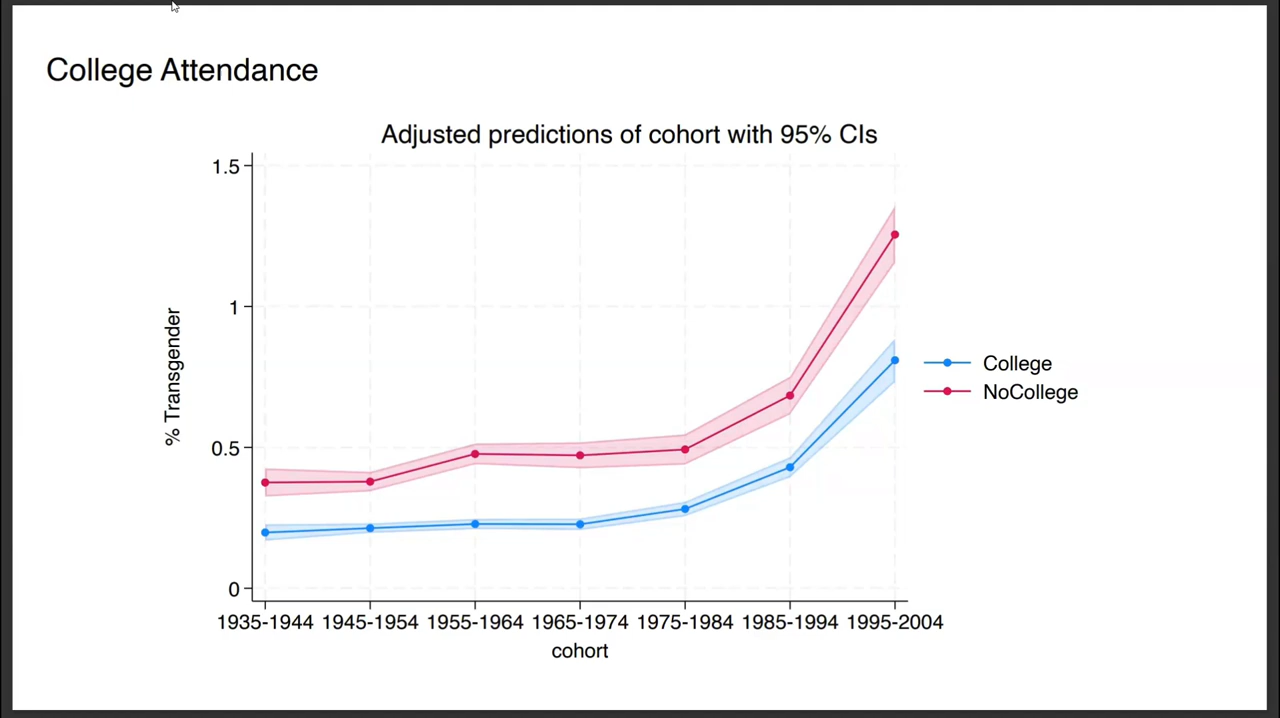 College Attendance
Adjusted predictions of cohort with 95% CIs
1.5
1
0.5
0
% Transgender
College
NoCollege
1935-1944 1945-1954 1955-1964 1965-1974 1975-1984 1985-1994 1995-2004
cohort